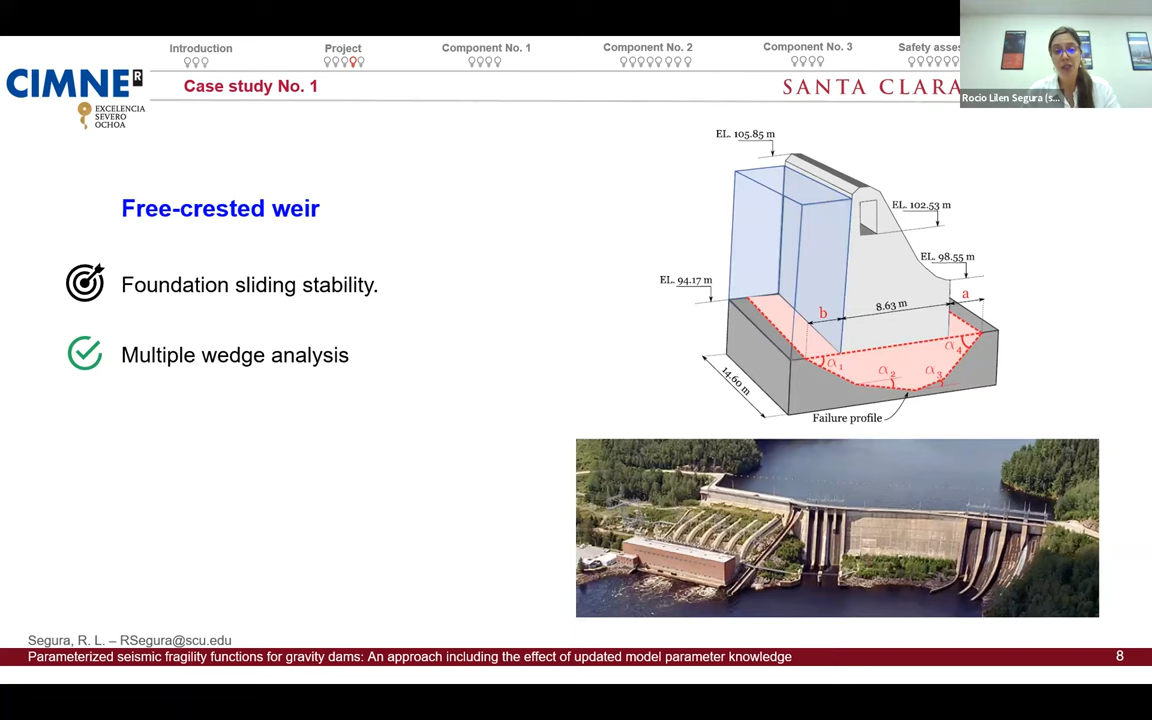 Introduction
Project
Component No. 1
Component No. 2
Component No. 3
Safety asses
CIMNE R
EXCELENCIA
SEVERO
OCHOA
Case study No. 1
SANTA CLARA
Rocio Lilen Segura (s...
Free-crested weir
Foundation sliding stability.
Multiple wedge analysis
EL. 105.85 m
EL. 102.53 m
EL. 98.55 m
EL. 94.17 m
a
b
8.63 m
α1
α2
α3
α4
14.60 m
Failure profile
Segura, R. L. – RSegura@scu.edu
Parameterized seismic fragility functions for gravity dams: An approach including the effect of updated model parameter knowledge
8